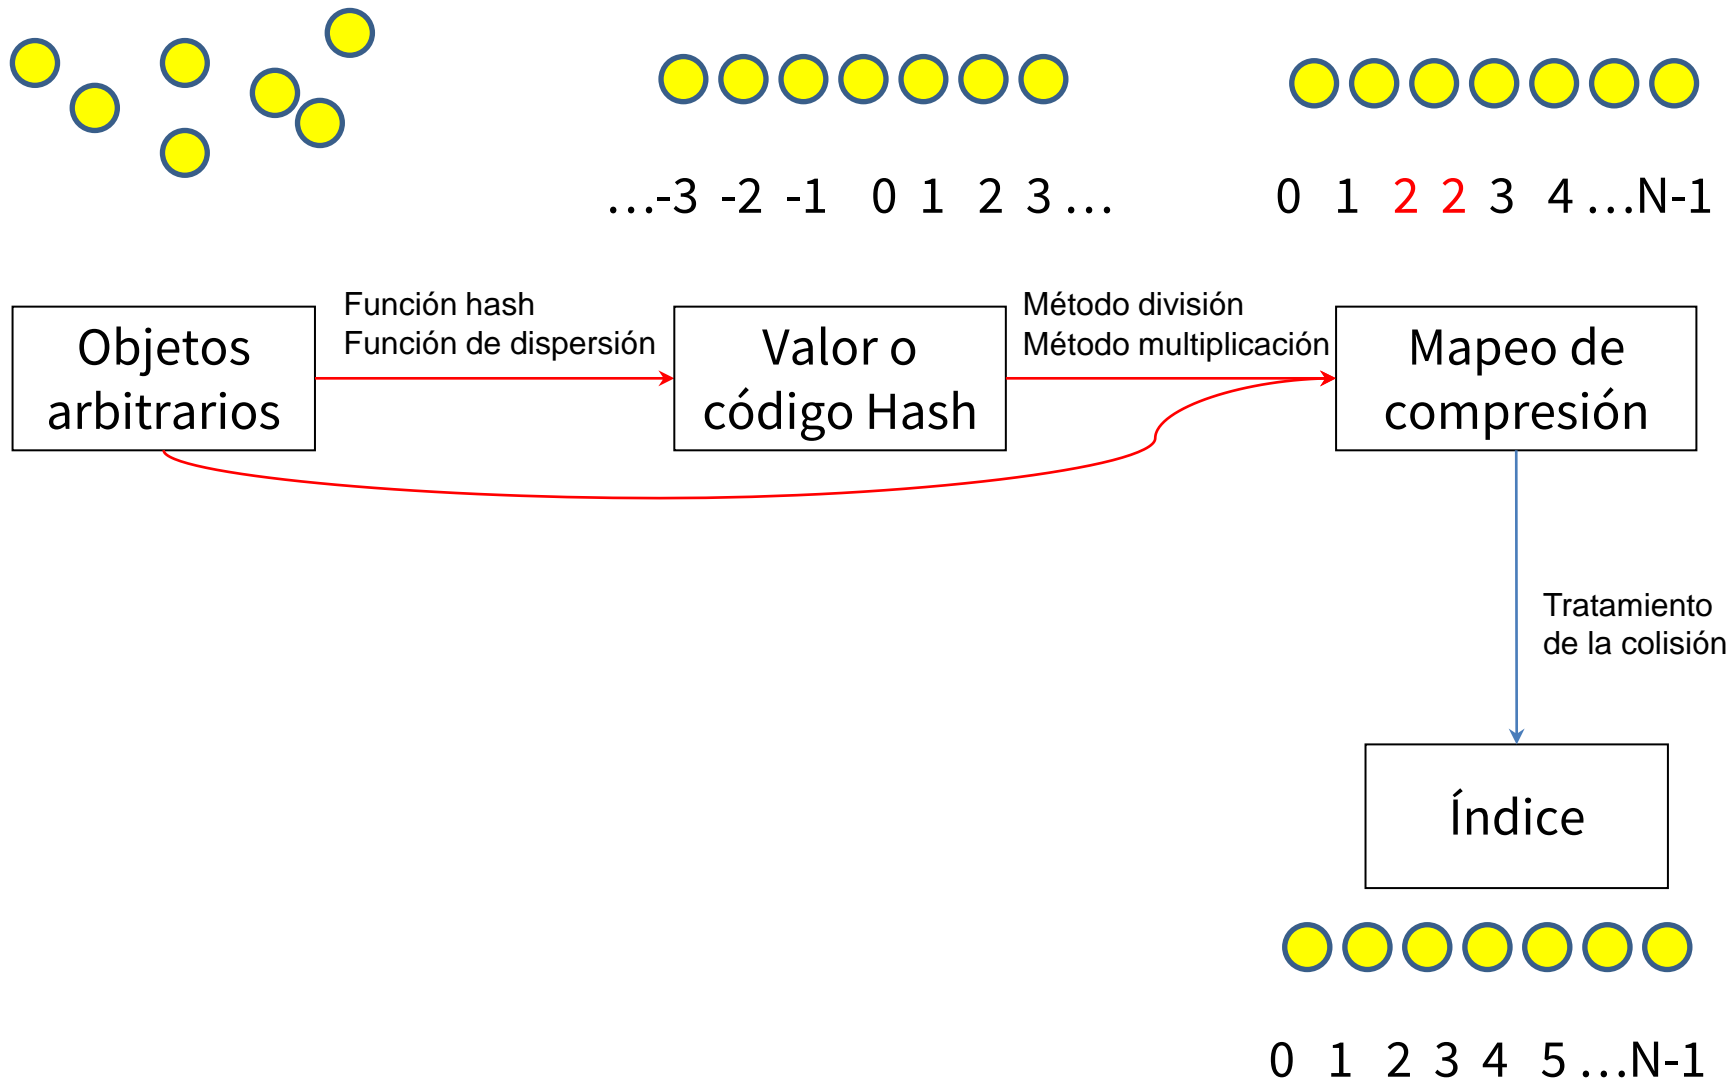 …-3 -2 -1 0 1 2 3 …
0 1 2 2 3 4 …N-1
Objetos
arbitrarios
Función hash
Función de dispersión
Valor o
código Hash
Método división
Método multiplicación
Mapeo de
compresión
Tratamiento
de la colisión
Índice
0 1 2 3 4 5 …N-1